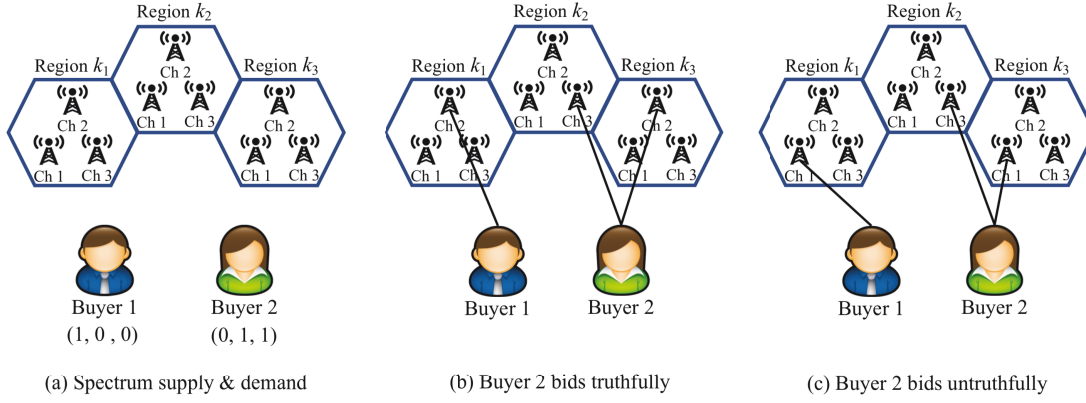 Region k₂
Region k₁
Region k₃
Ch 2
Ch 2
Ch 2
Ch 1
Ch 3
Ch 1
Ch 3
Ch 1
Ch 3
Buyer 1
(1, 0 , 0)
Buyer 2
(0, 1, 1)
(a) Spectrum supply & demand
Region k₂
Region k₁
Region k₃
Ch 2
Ch 2
Ch 2
Ch 1
Ch 3
Ch 1
Ch 3
Ch 1
Ch 3
Buyer 1
Buyer 2
(b) Buyer 2 bids truthfully
Region k₂
Region k₁
Region k₃
Ch 2
Ch 2
Ch 2
Ch 1
Ch 3
Ch 1
Ch 3
Ch 1
Ch 3
Buyer 1
Buyer 2
(c) Buyer 2 bids untruthfully